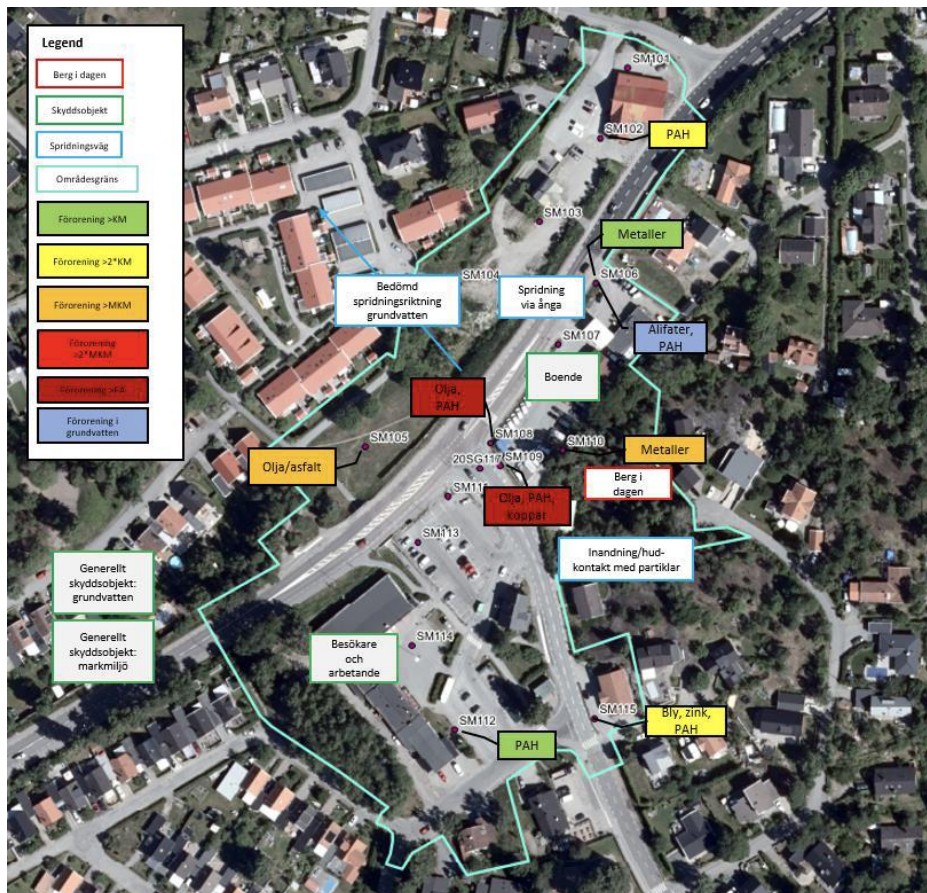 Legend
Berg i dagen
Skyddsobjekt
Spridningsväg
Områdesgräns
Förorening >KM
Förorening >2*KM
Förorening >MKM
Förorening
>2*MKM
Förorening >FA
Förorening i
grundvatten
SM101
SM102
PAH
SM103
Metaller
SM104
SM106
Bedömd
spridningsriktning
grundvatten
Spridning
via ånga
SM107
Alifater,
PAH
Boende
Olja,
PAH
SM105
SM108
SM110
Metaller
Olja/asfalt
20SG117
SM109
Berg i
dagen
SM111
Olja, PAH,
koppar
SM113
Inandning/hud-
kontakt med partiklar
Generellt
skyddsobjekt:
grundvatten
Generellt
skyddsobjekt:
markmiljö
SM114
Besökare
och
arbetande
SM112
PAH
SM115
Bly, zink,
PAH